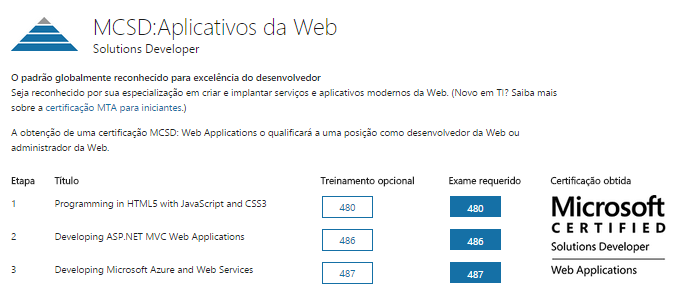 MCSD:Aplicativos da Web
Solutions Developer
O padrão globalmente reconhecido para excelência do desenvolvedor
Seja reconhecido por sua especialização em criar e implantar serviços e aplicativos modernos da Web. (Novo em TI? Saiba mais
sobre a certificação MTA para iniciantes.)
A obtenção de uma certificação MCSD: Web Applications o qualificará a uma posição como desenvolvedor da Web ou
administrador da Web.
Etapa Título Treinamento opcional Exame requerido Certificação obtida
1 Programming in HTML5 with JavaScript and CSS3 480 480
2 Developing ASP.NET MVC Web Applications 486 486
3 Developing Microsoft Azure and Web Services 487 487
Microsoft
CERTIFIED
Solutions Developer
Web Applications